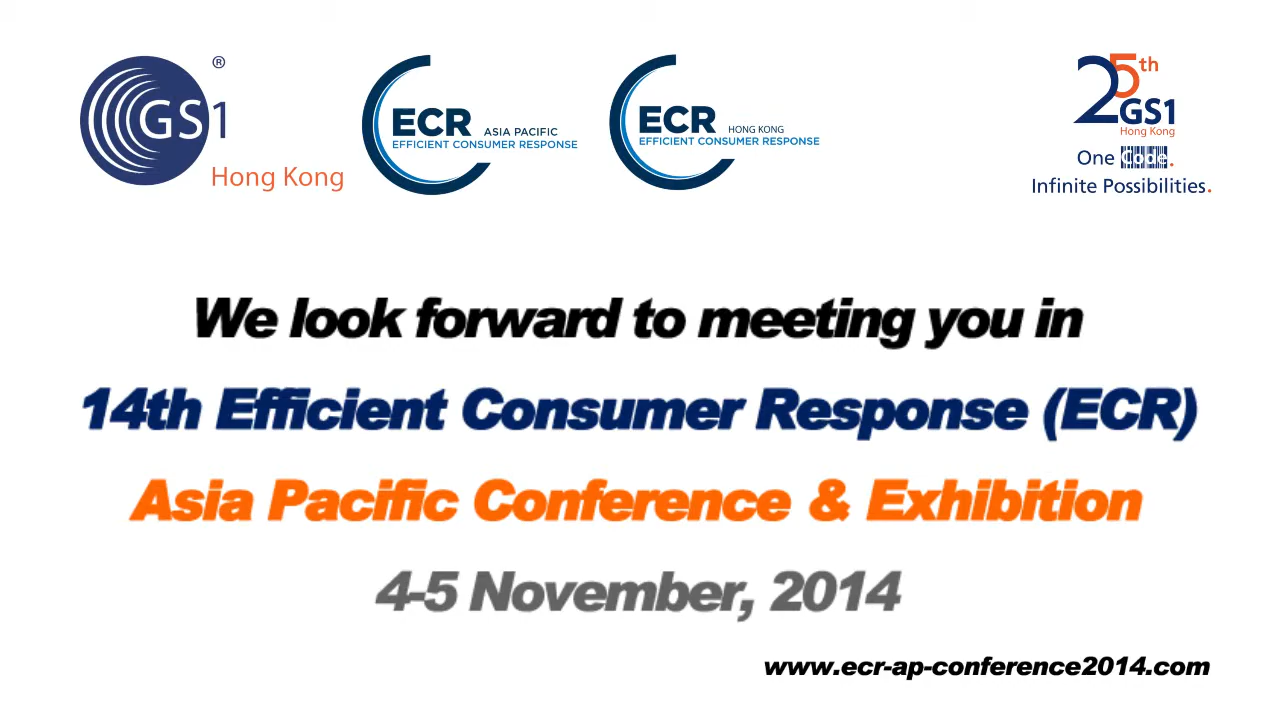 GS1®
Hong Kong
ECR ASIA PACIFIC
EFFICIENT CONSUMER RESPONSE
ECR HONG KONG
EFFICIENT CONSUMER RESPONSE
25th
GS1
Hong Kong
One Code.
Infinite Possibilities.
We look forward to meeting you in
14th Efficient Consumer Response (ECR)
Asia Pacific Conference & Exhibition
4-5 November, 2014
www.ecr-ap-conference2014.com